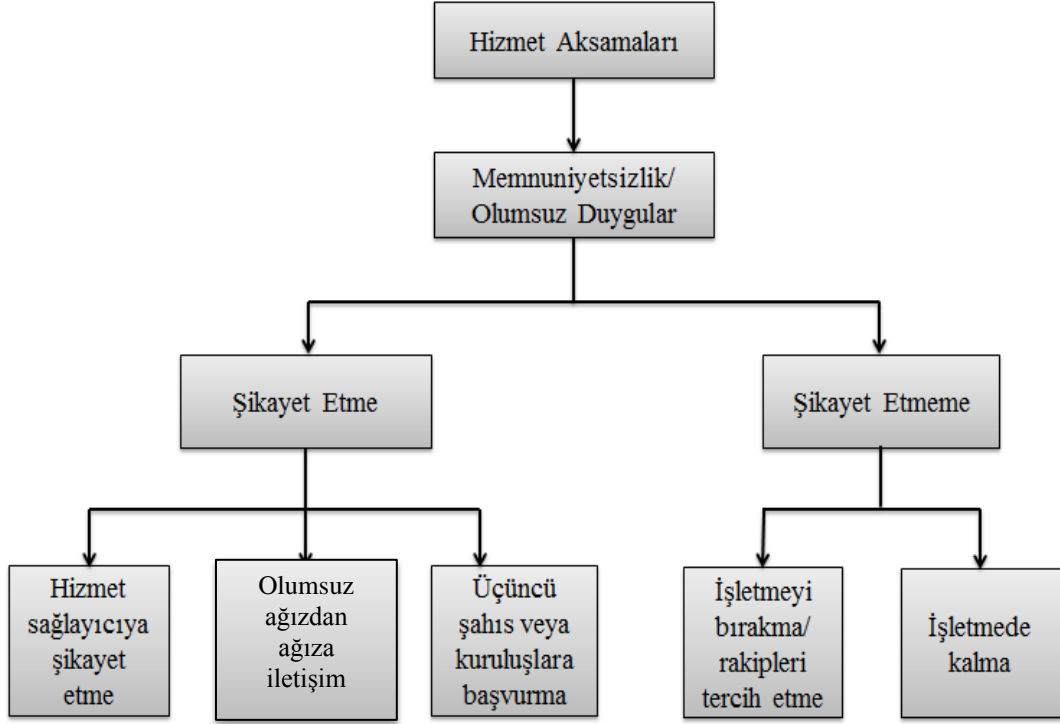 Hizmet Aksamaları
Memnuniyetsizlik/
Olumsuz Duygular
Şikayet Etme
Şikayet Etmeme
Hizmet
sağlayıcıya
şikayet
etme
Olumsuz
ağızdan
ağıza
iletişim
Üçüncü
şahıs veya
kuruluşlara
başvurma
İşletmeyi
bırakma/
rakipleri
tercih etme
İşletmede
kalma